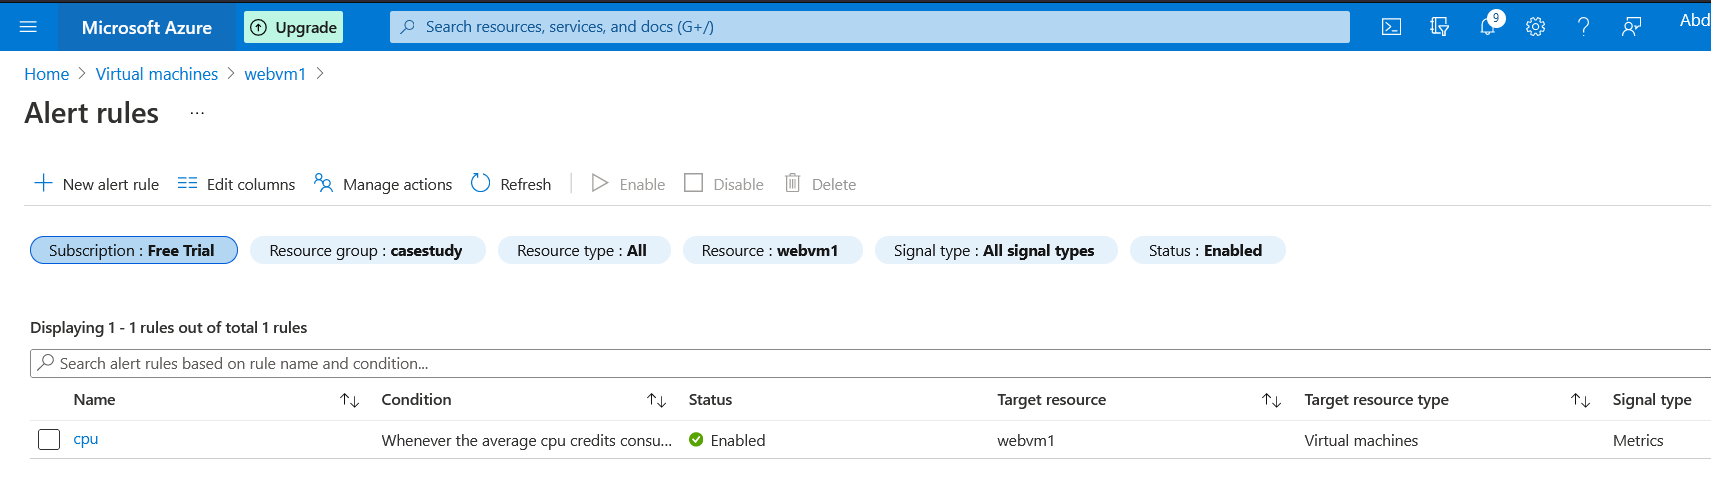 Microsoft Azure Upgrade Search resources, services, and docs (G+/) 9 Abd
Home > Virtual machines > webvm1 >
Alert rules ...
New alert rule Edit columns Manage actions Refresh Enable Disable Delete
Subscription : Free Trial Resource group : casestudy Resource type : All Resource : webvm1 Signal type : All signal types Status : Enabled
Displaying 1 - 1 rules out of total 1 rules
Search alert rules based on rule name and condition...
Name Condition Status Target resource Target resource type Signal type
cpu Whenever the average cpu credits consu... Enabled webvm1 Virtual machines Metrics